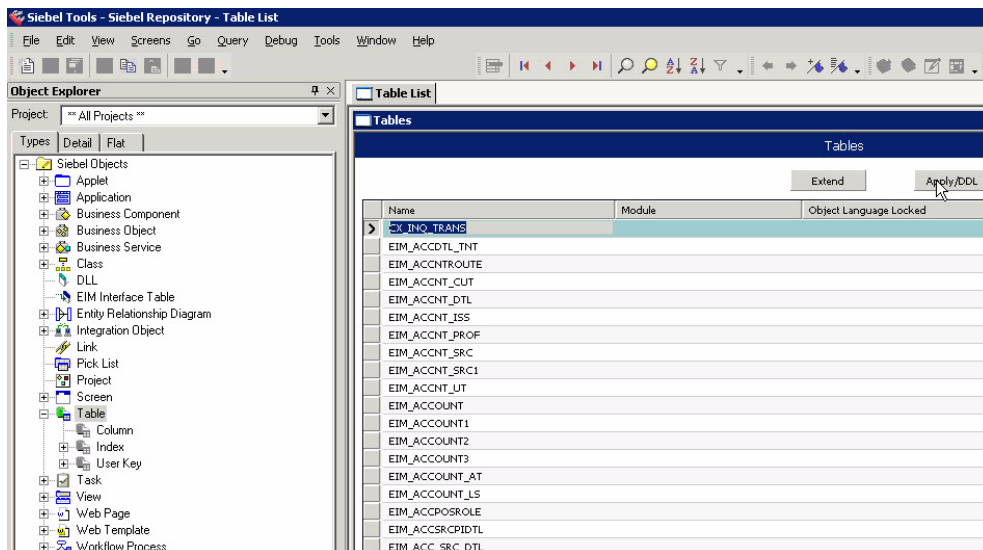 Siebel Tools - Siebel Repository - Table List
File Edit View Screens Go Query Debug Tools Window Help
Object Explorer
Project: ** All Projects **
Types Detail Flat
Siebel Objects
Applet
Application
Business Component
Business Object
Business Service
Class
DLL
EIM Interface Table
Entity Relationship Diagram
Integration Object
Link
Pick List
Project
Screen
Table
Column
Index
User Key
Task
View
Web Page
Web Template
Workflow Process
Table List
Tables
Tables
Extend Apply/DDL
Name Module Object Language Locked
CX_INQ_TRANS
EIM_ACCDTL_TNT
EIM_ACCNTROUTE
EIM_ACCNT_CUT
EIM_ACCNT_DTL
EIM_ACCNT_ISS
EIM_ACCNT_PROF
EIM_ACCNT_SRC
EIM_ACCNT_SRC1
EIM_ACCNT_UT
EIM_ACCOUNT
EIM_ACCOUNT1
EIM_ACCOUNT2
EIM_ACCOUNT3
EIM_ACCOUNT_AT
EIM_ACCOUNT_LS
EIM_ACCPOSROLE
EIM_ACCSRCPIDTL
EIM_ACC_SRC_DTL